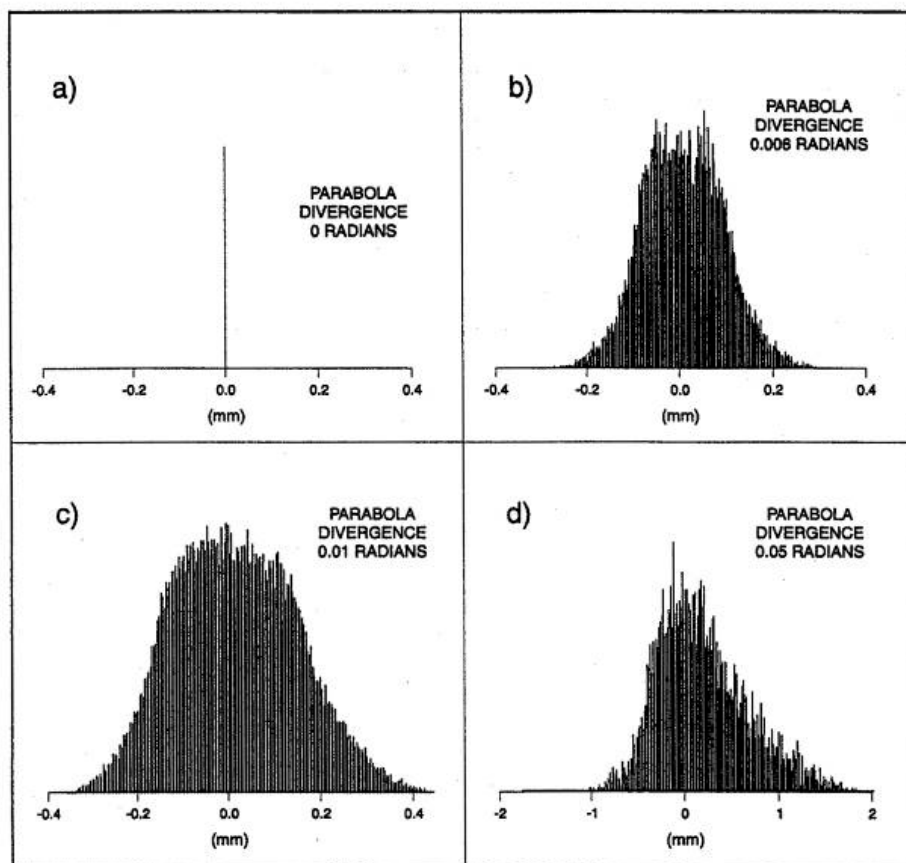 a)
PARABOLA
DIVERGENCE
0 RADIANS
-0.4
-0.2
0.0
0.2
0.4
(mm)
b)
PARABOLA
DIVERGENCE
0.006 RADIANS
-0.4
-0.2
0.0
0.2
0.4
(mm)
c)
PARABOLA
DIVERGENCE
0.01 RADIANS
-0.4
-0.2
0.0
0.2
0.4
(mm)
d)
PARABOLA
DIVERGENCE
0.05 RADIANS
-2
-1
0
1
2
(mm)